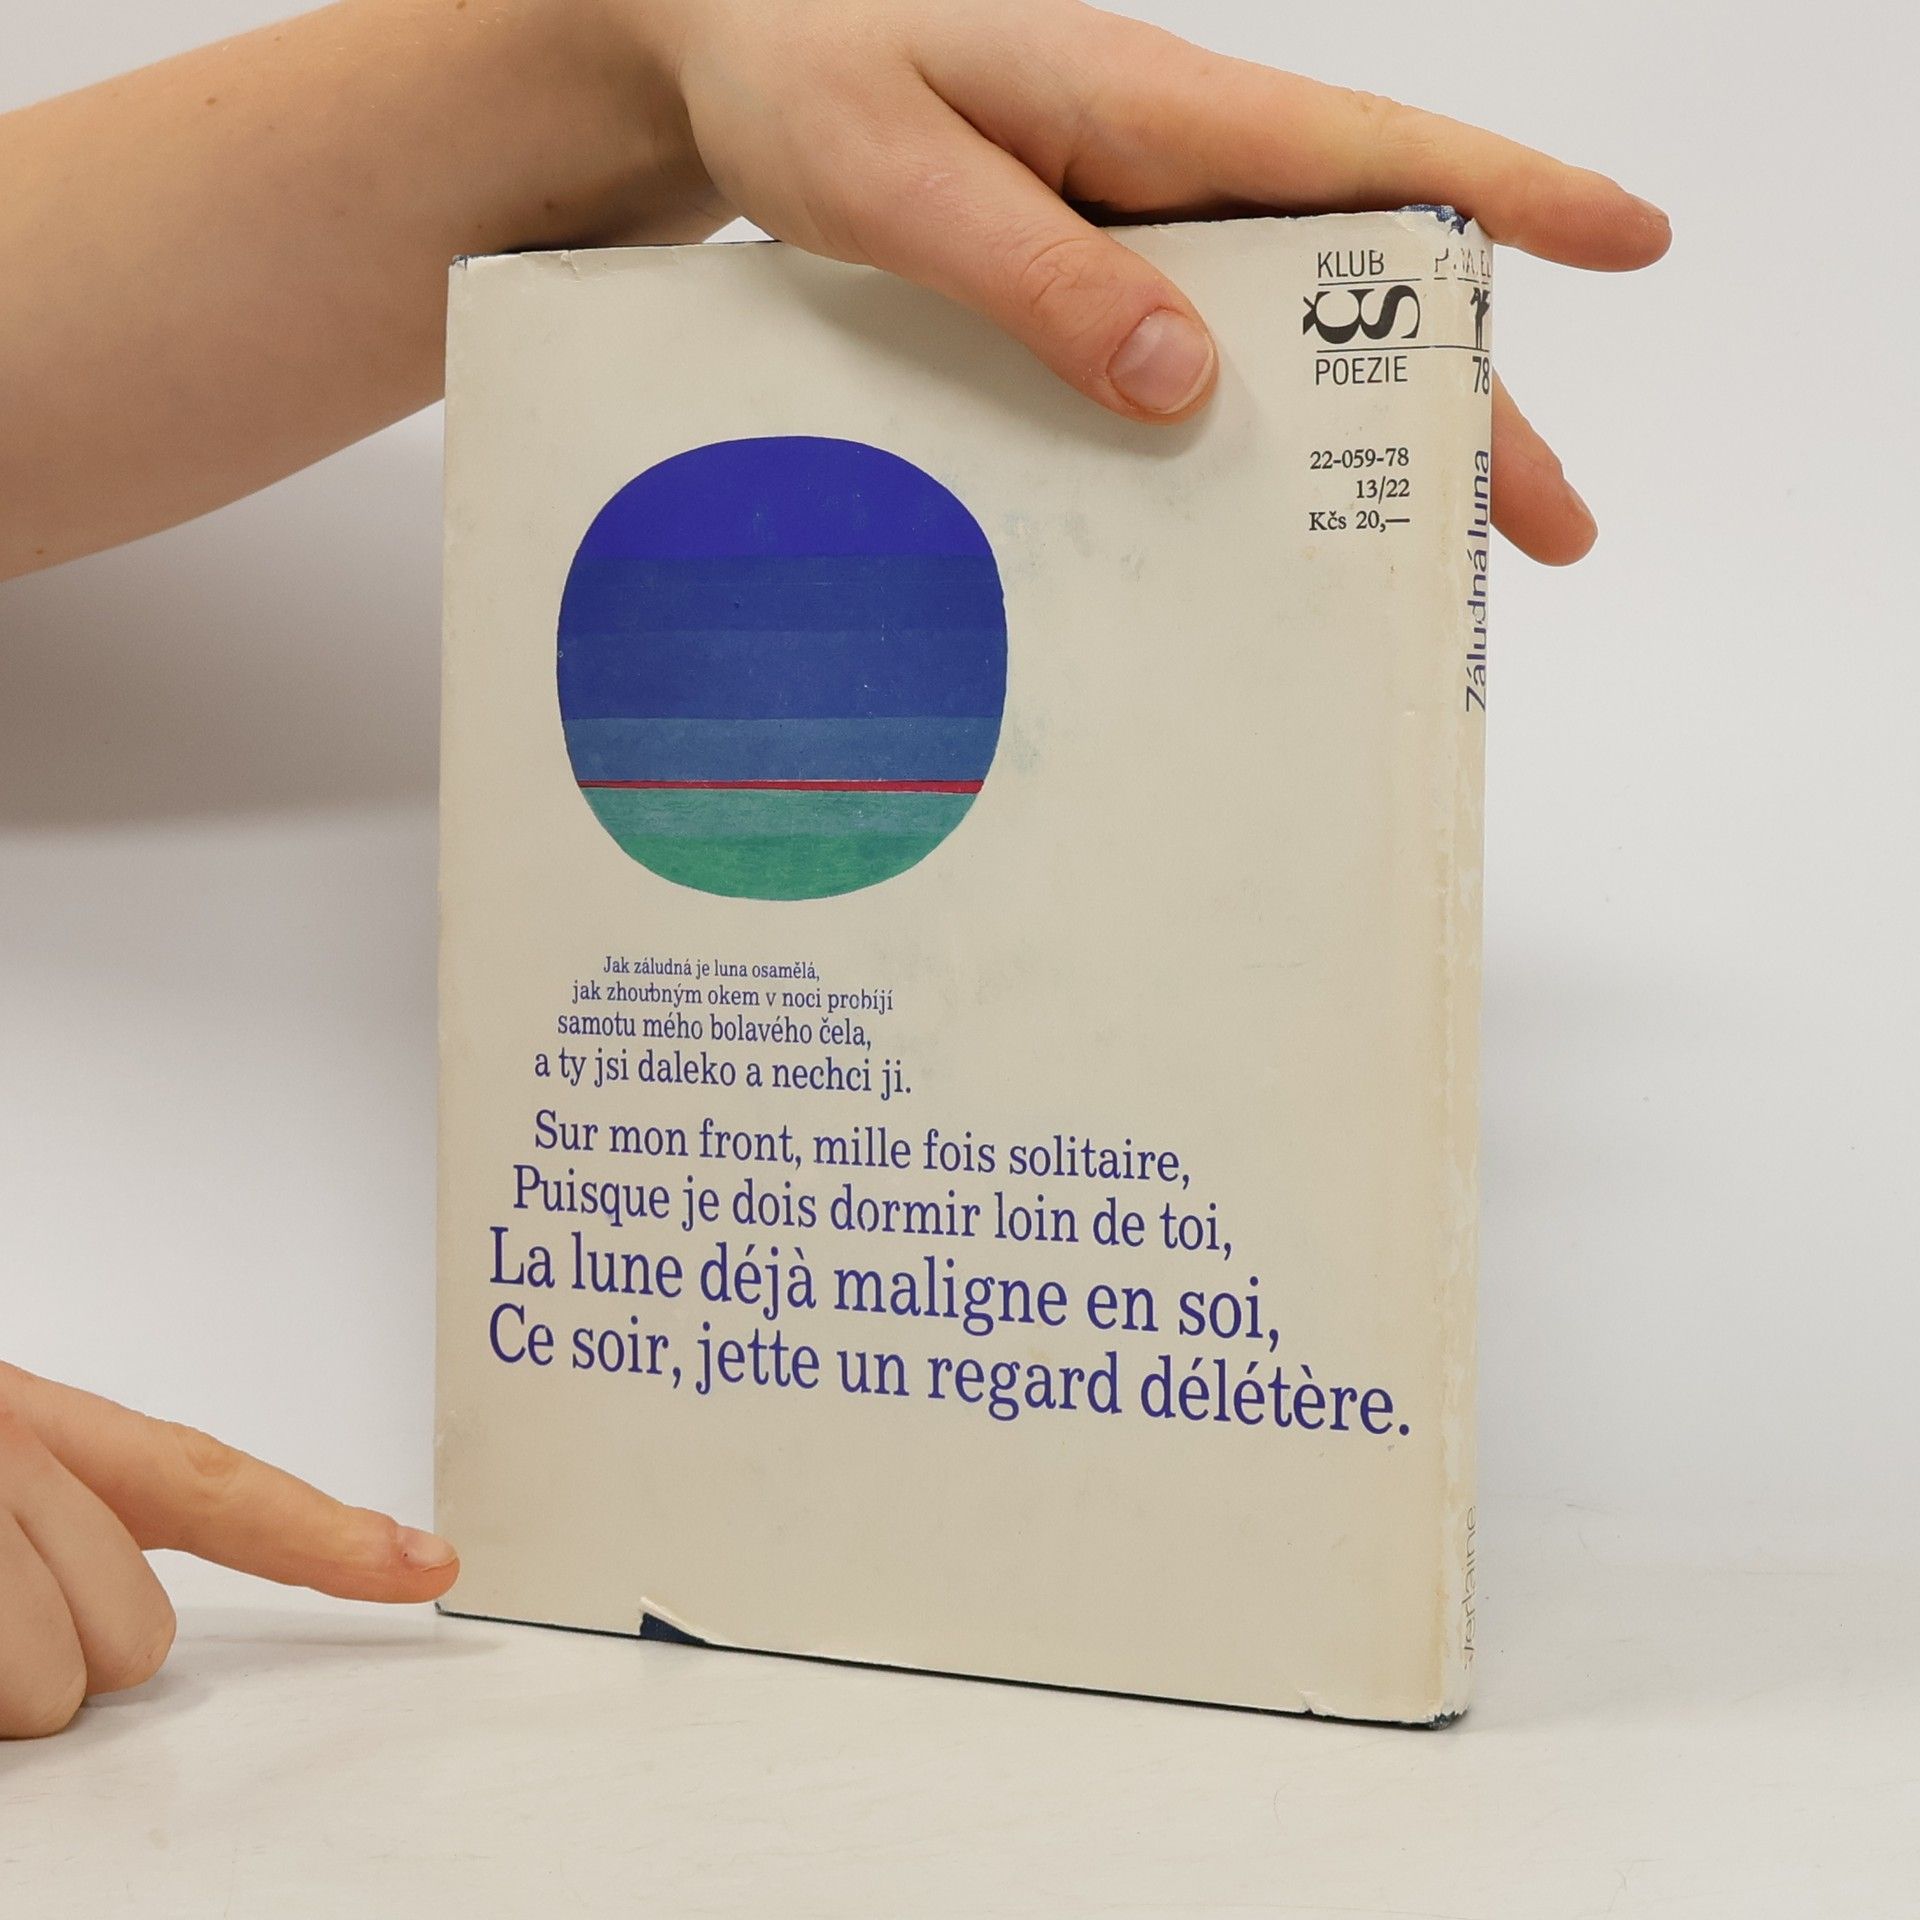 KLUB
ČS
POEZIE
22-059-78
13/22
Kčs 20,—
Jak záludná je luna osamělá,
jak zhoubným okem v noci probíjí
samotu mého bolavého čela,
a ty jsi daleko a nechci ji.
Sur mon front, mille fois solitaire,
Puisque je dois dormir loin de toi,
La lune déjà maligne en soi,
Ce soir, jette un regard délétère.
78
Záludná luna
Verlaine